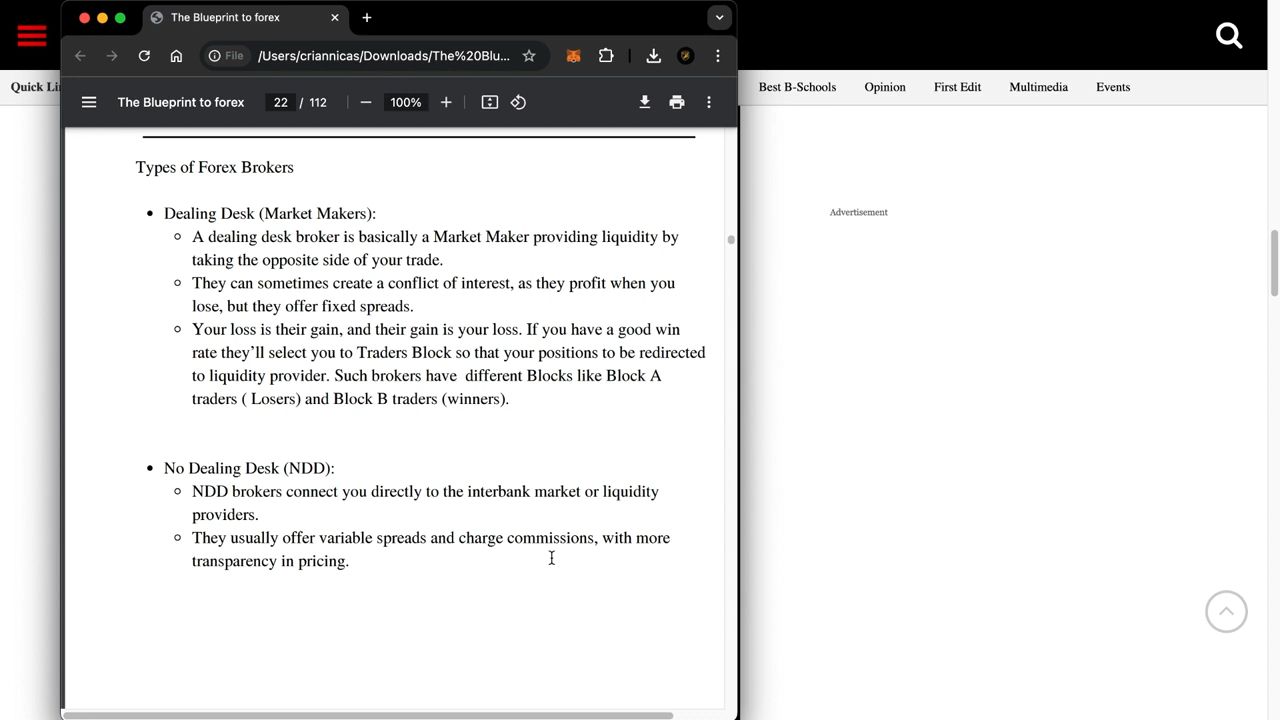 The Blueprint to forex
File /Users/criannicas/Downloads/The%20Blu...
Quick Li
Best B-Schools Opinion First Edit Multimedia Events
The Blueprint to forex 22 / 112 100%
Types of Forex Brokers
Advertisement
• Dealing Desk (Market Makers):
○ A dealing desk broker is basically a Market Maker providing liquidity by
taking the opposite side of your trade.
○ They can sometimes create a conflict of interest, as they profit when you
lose, but they offer fixed spreads.
○ Your loss is their gain, and their gain is your loss. If you have a good win
rate they’ll select you to Traders Block so that your positions to be redirected
to liquidity provider. Such brokers have  different Blocks like Block A
traders ( Losers) and Block B traders (winners).
• No Dealing Desk (NDD):
○ NDD brokers connect you directly to the interbank market or liquidity
providers.
○ They usually offer variable spreads and charge commissions, with more
transparency in pricing.